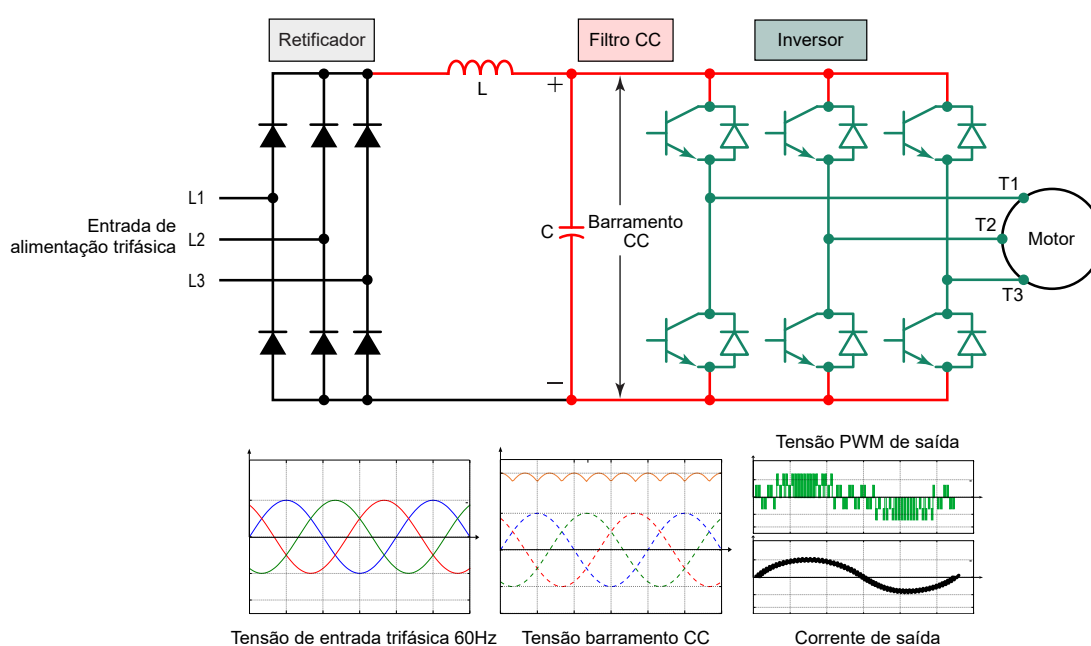 Retificador
Filtro CC
Inversor
L
+
L1
Entrada de
alimentação trifásica
L2
L3
C
Barramento
CC
T1
T2
Motor
T3
–
Tensão PWM de saída
Tensão de entrada trifásica 60Hz
Tensão barramento CC
Corrente de saída